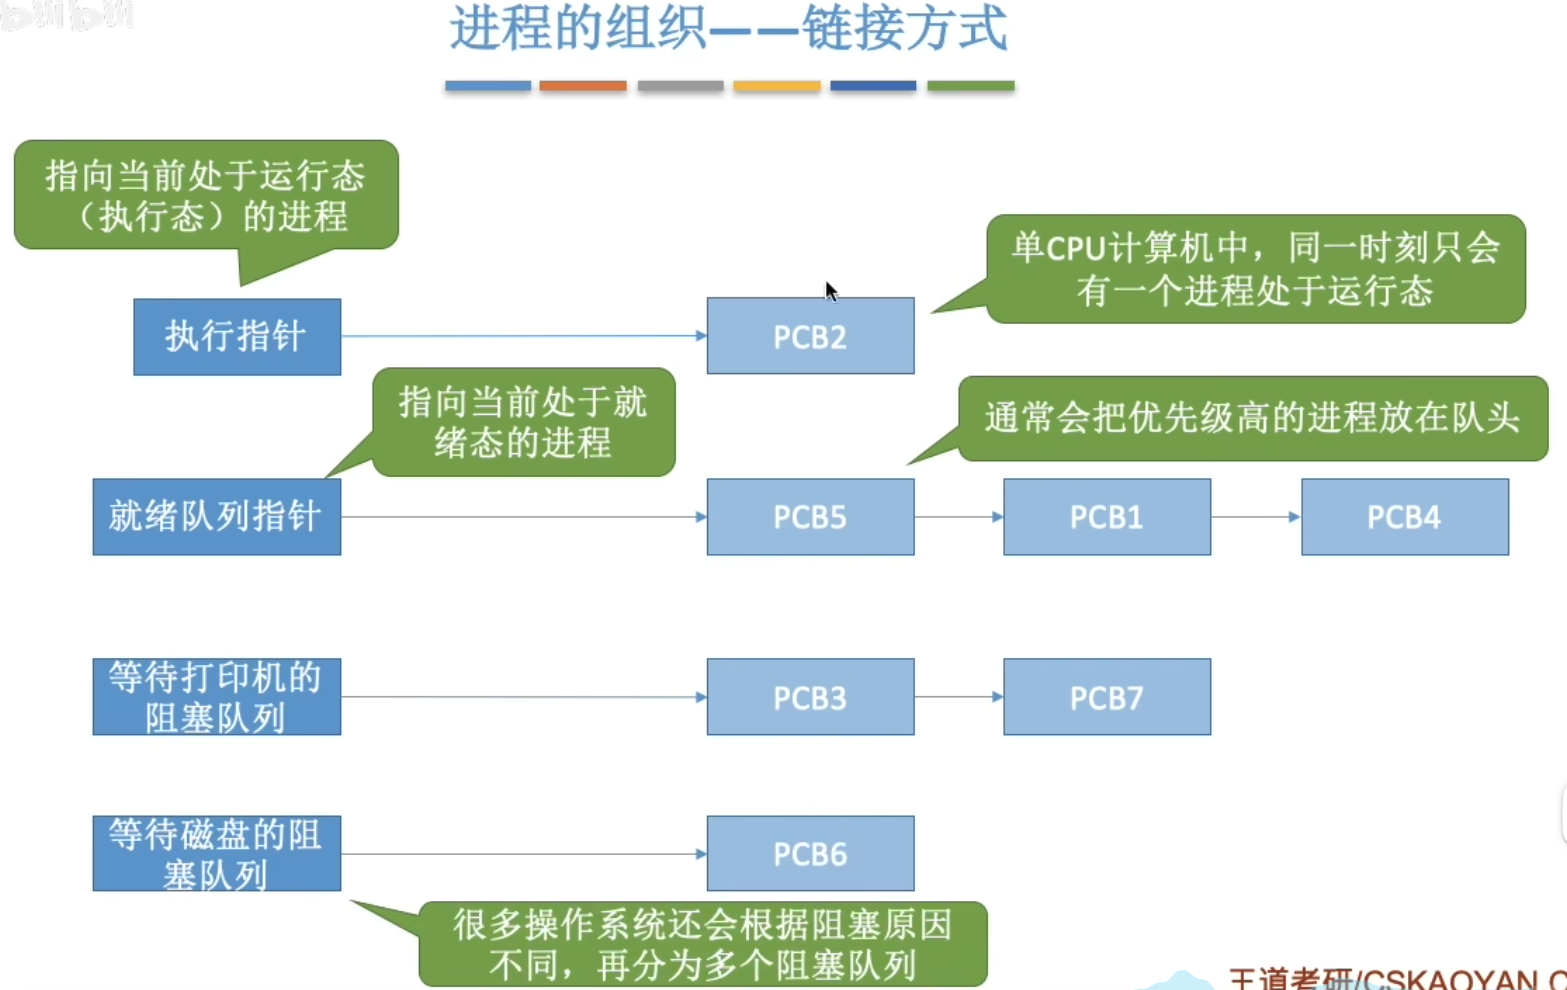 bilibili
进程的组织——链接方式
指向当前处于运行态
（执行态）的进程
单CPU计算机中，同一时刻只会
有一个进程处于运行态
执行指针
PCB2
指向当前处于就
绪态的进程
通常会把优先级高的进程放在队头
就绪队列指针
PCB5
PCB1
PCB4
等待打印机的
阻塞队列
PCB3
PCB7
等待磁盘的阻
塞队列
PCB6
很多操作系统还会根据阻塞原因
不同，再分为多个阻塞队列
王道考研/CSKAOYAN.C